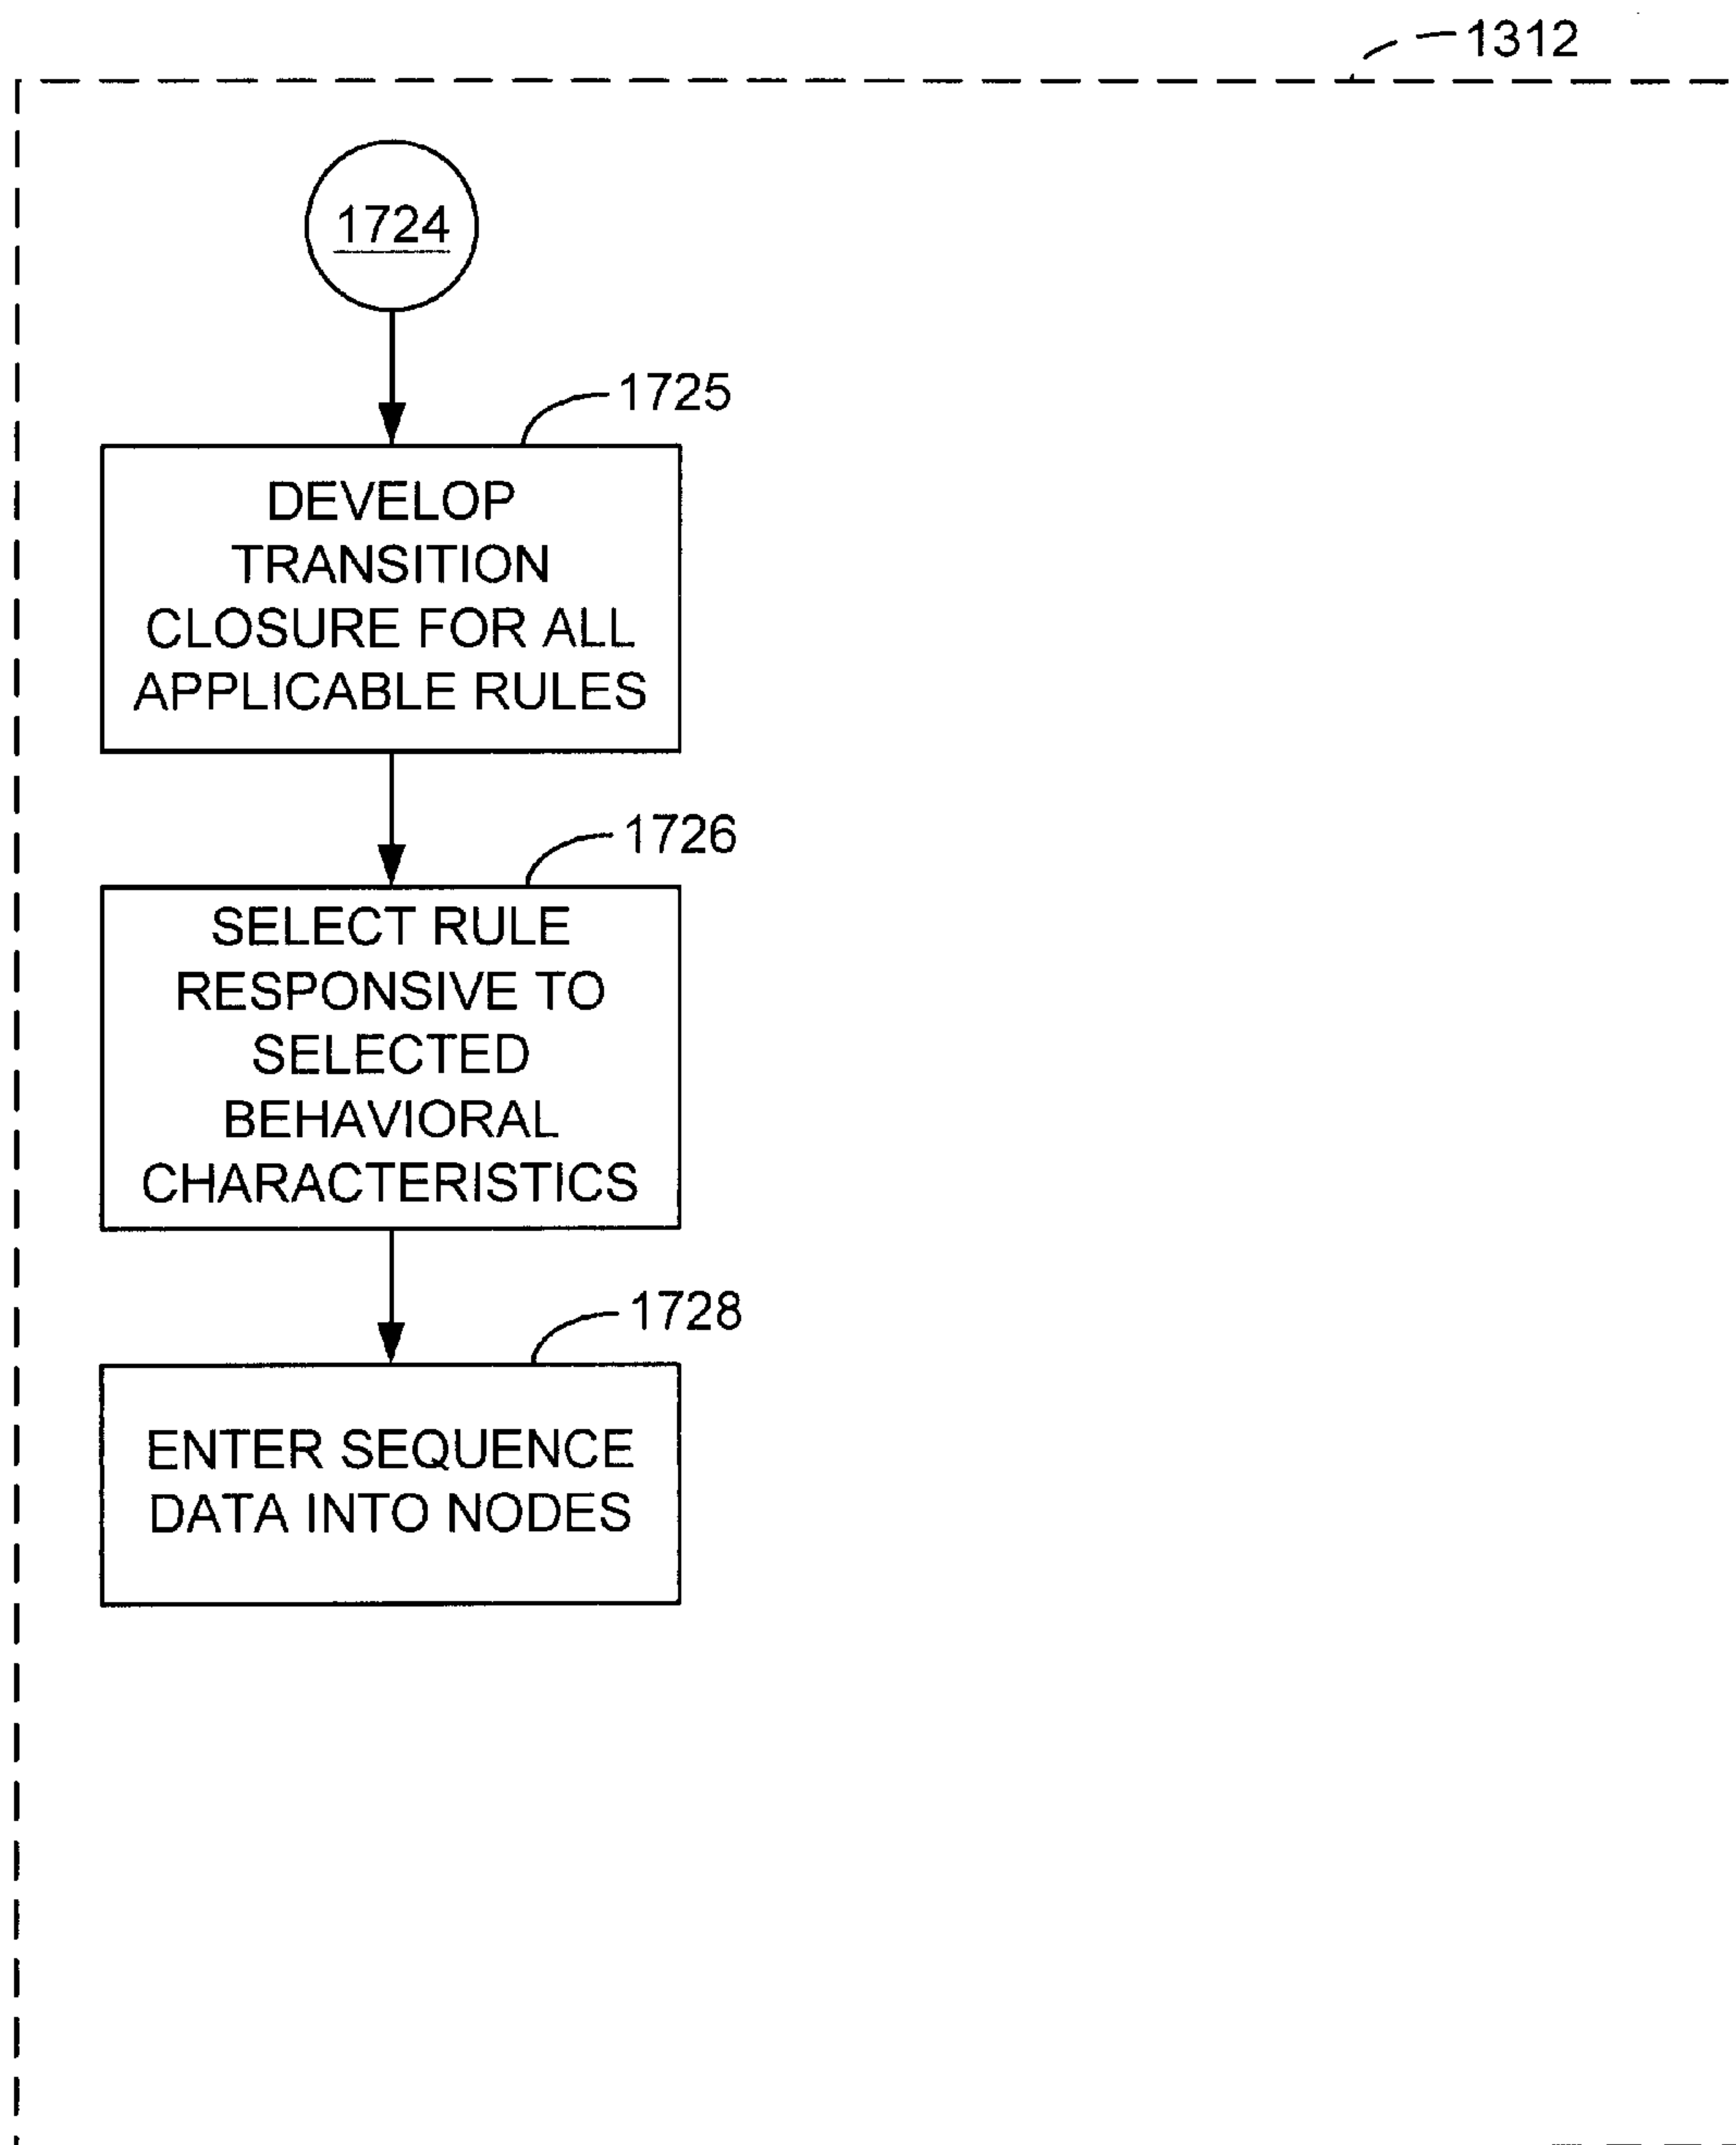 1312
1724
1725
DEVELOP
TRANSITION
CLOSURE FOR ALL
APPLICABLE RULES
1726
SELECT RULE
RESPONSIVE TO
SELECTED
BEHAVIORAL
CHARACTERISTICS
1728
ENTER SEQUENCE
DATA INTO NODES